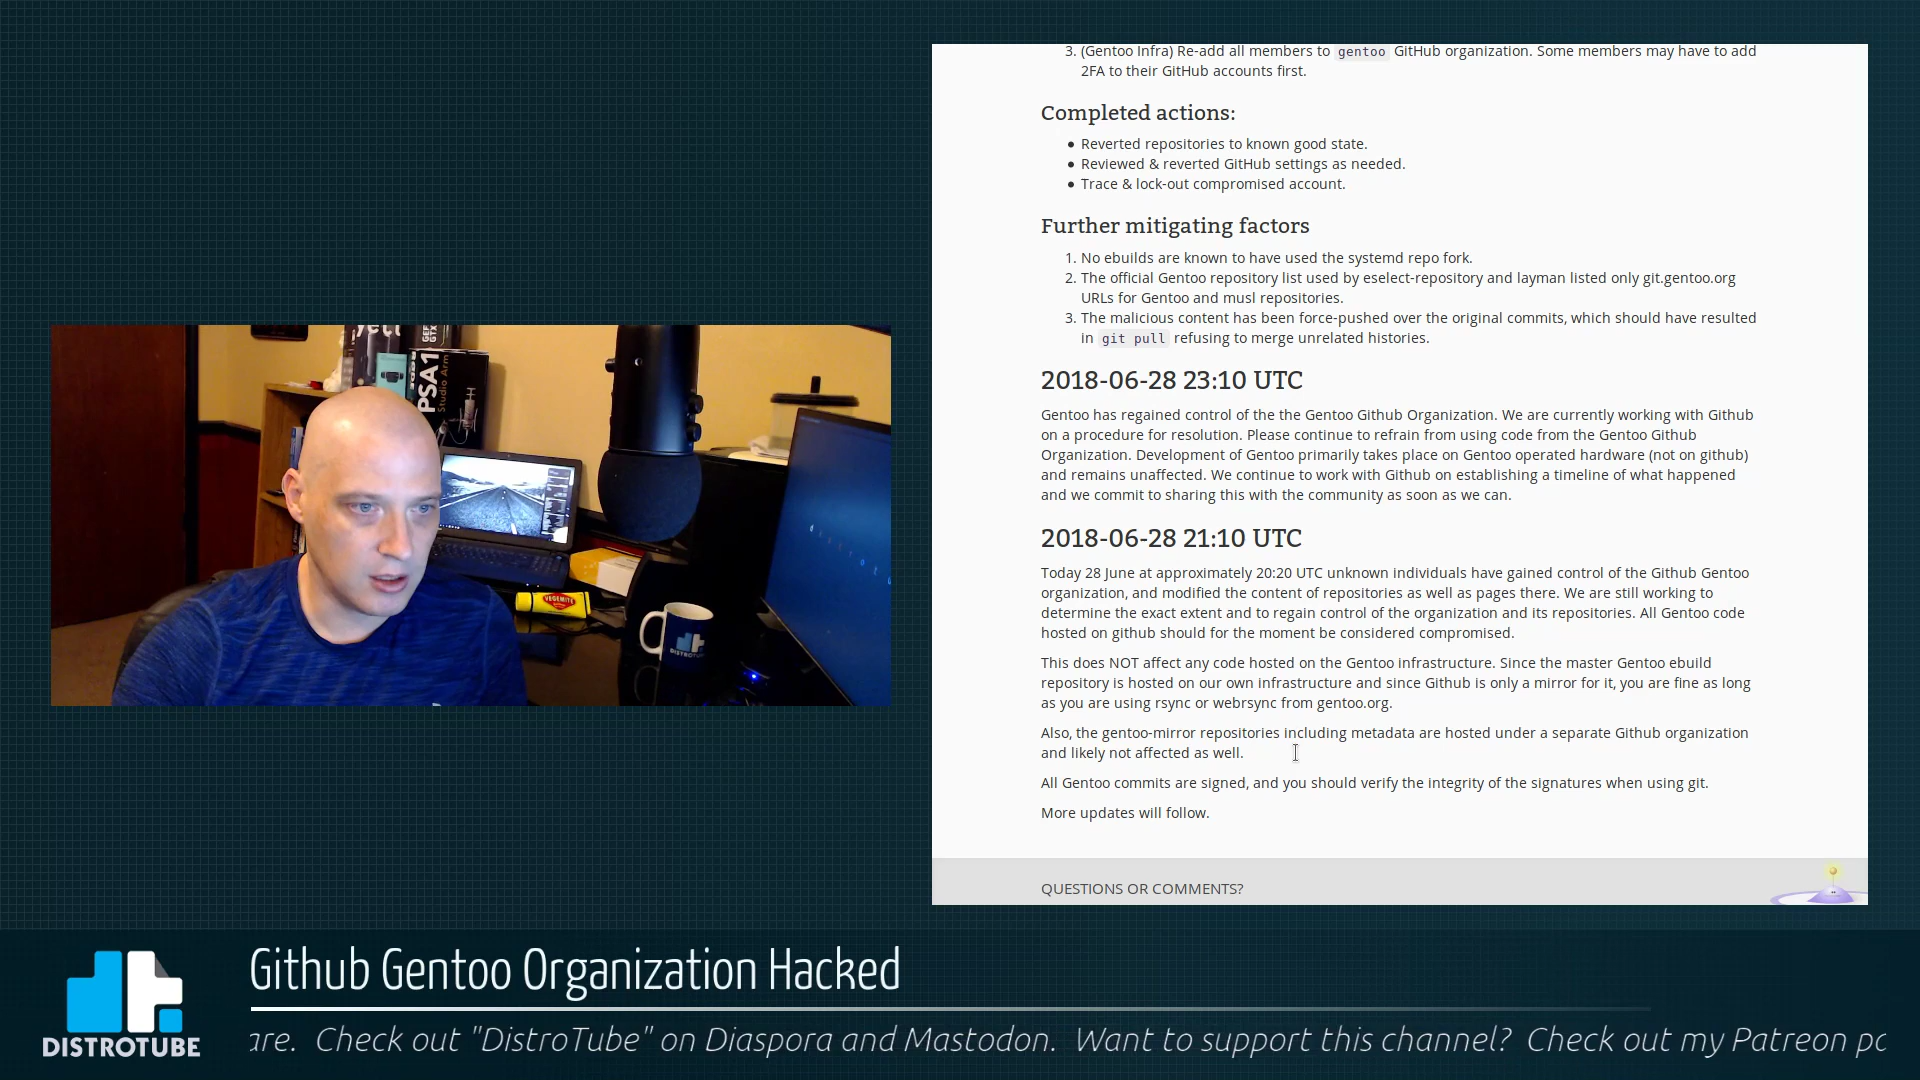 3. (Gentoo Infra) Re-add all members to gentoo GitHub organization. Some members may have to add
2FA to their GitHub accounts first.
Completed actions:
• Reverted repositories to known good state.
• Reviewed & reverted GitHub settings as needed.
• Trace & lock-out compromised account.
Further mitigating factors
1. No ebuilds are known to have used the systemd repo fork.
2. The official Gentoo repository list used by eselect-repository and layman listed only git.gentoo.org
URLs for Gentoo and musl repositories.
3. The malicious content has been force-pushed over the original commits, which should have resulted
in git pull refusing to merge unrelated histories.
2018-06-28 23:10 UTC
Gentoo has regained control of the the Gentoo Github Organization. We are currently working with Github
on a procedure for resolution. Please continue to refrain from using code from the Gentoo Github
Organization. Development of Gentoo primarily takes place on Gentoo operated hardware (not on github)
and remains unaffected. We continue to work with Github on establishing a timeline of what happened
and we commit to sharing this with the community as soon as we can.
2018-06-28 21:10 UTC
Today 28 June at approximately 20:20 UTC unknown individuals have gained control of the Github Gentoo
organization, and modified the content of repositories as well as pages there. We are still working to
determine the exact extent and to regain control of the organization and its repositories. All Gentoo code
hosted on github should for the moment be considered compromised.
This does NOT affect any code hosted on the Gentoo infrastructure. Since the master Gentoo ebuild
repository is hosted on our own infrastructure and since Github is only a mirror for it, you are fine as long
as you are using rsync or webrsync from gentoo.org.
Also, the gentoo-mirror repositories including metadata are hosted under a separate Github organization
and likely not affected as well.
All Gentoo commits are signed, and you should verify the integrity of the signatures when using git.
More updates will follow.
QUESTIONS OR COMMENTS?
PSA1
Studio Arm
VEGEMITE
DISTROTUBE
Github Gentoo Organization Hacked
are. Check out "DistroTube" on Diaspora and Mastodon. Want to support this channel? Check out my Patreon pa
DISTROTUBE